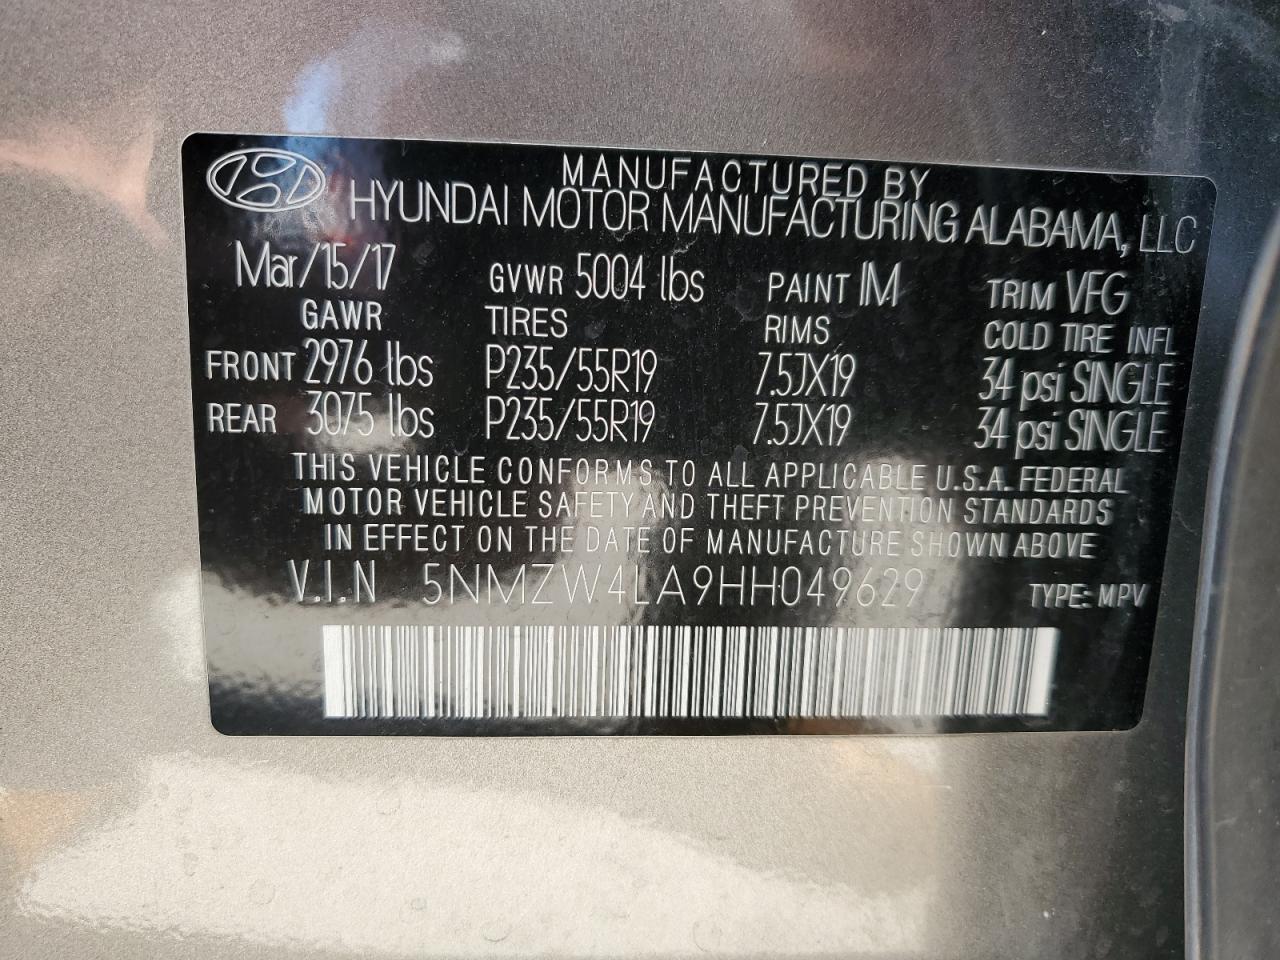 MANUFACTURED BY
HYUNDAI MOTOR MANUFACTURING ALABAMA, LLC
Mar/15/17 GVWR 5004 lbs PAINT IM TRIM VFG
GAWR TIRES RIMS COLD TIRE INFL
FRONT 2976 lbs P235/55R19 7.5JX19 34 psi SINGLE
REAR 3075 lbs P235/55R19 7.5JX19 34 psi SINGLE
THIS VEHICLE CONFORMS TO ALL APPLICABLE U.S.A. FEDERAL
MOTOR VEHICLE SAFETY AND THEFT PREVENTION STANDARDS
IN EFFECT ON THE DATE OF MANUFACTURE SHOWN ABOVE
V.I.N 5NMZW4LA9HH049629 TYPE: MPV